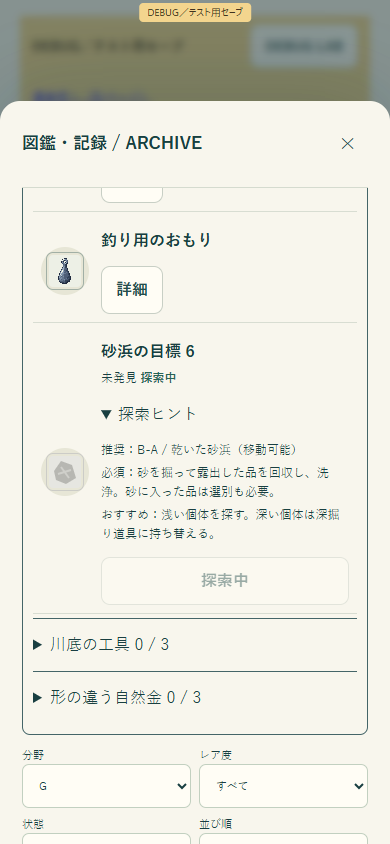 DEBUG／テスト用セーブ
図鑑・記録 / ARCHIVE
釣り用のおもり
詳細
砂浜の目標 6
未発見 探索中
▼ 探索ヒント
推奨：B-A / 乾いた砂浜（移動可能）
必須：砂を掘って露出した品を回収し、洗
浄。砂に入った品は選別も必要。
おすすめ：浅い個体を探す。深い個体は深掘
り道具に持ち替える。
探索中
▶ 川底の工具 0 / 3
▶ 形の違う自然金 0 / 3
分野
レア度
G
すべて
状態
並び順